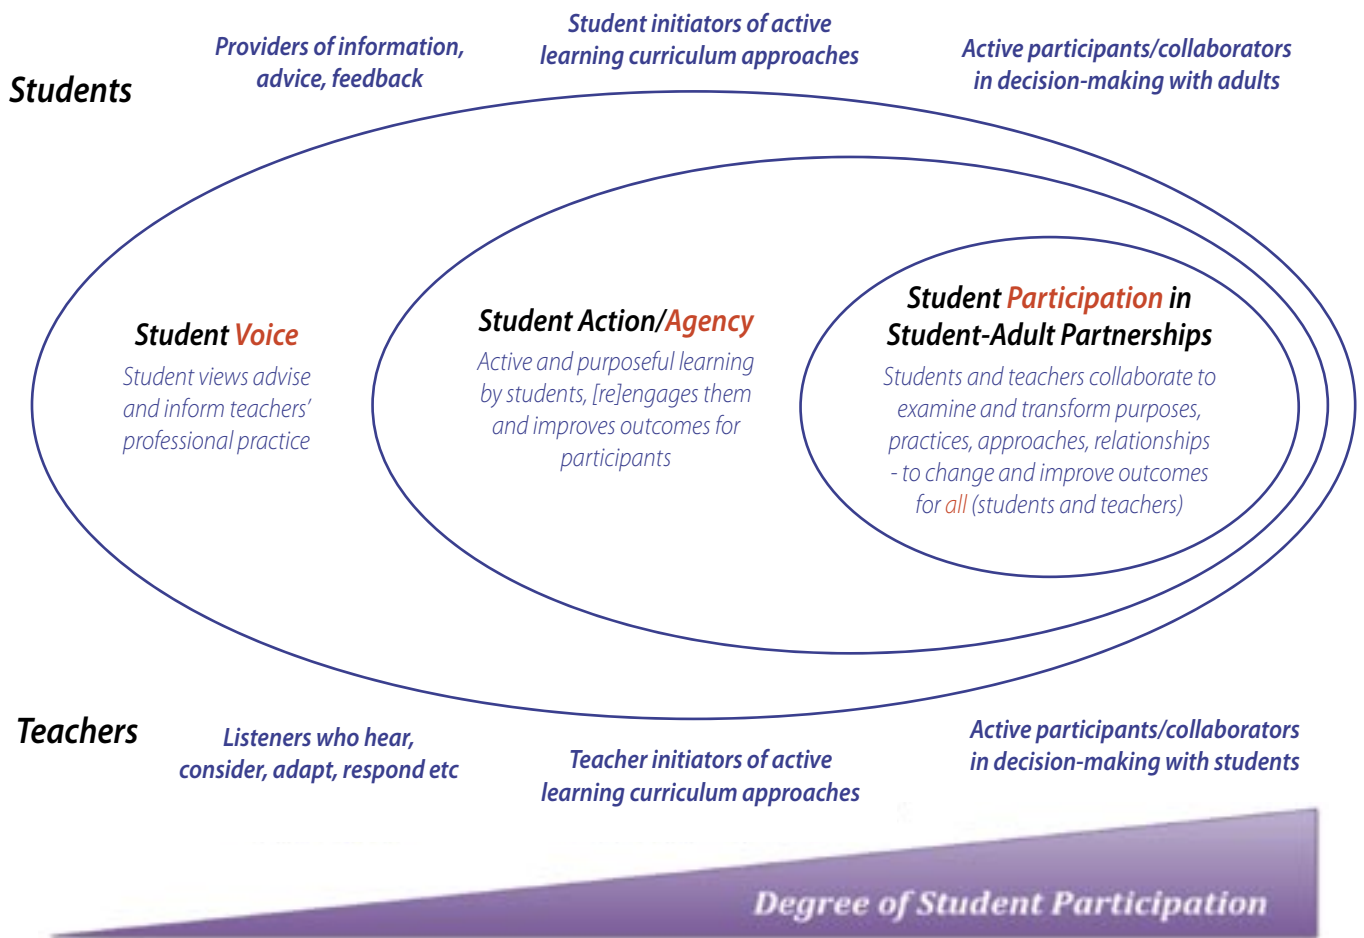 Students
Providers of information,
advice, feedback
Student initiators of active
learning curriculum approaches
Active participants/collaborators
in decision-making with adults
Student Voice
Student views advise
and inform teachers’
professional practice
Student Action/Agency
Active and purposeful learning
by students, [re]engages them
and improves outcomes for
participants
Student Participation in
Student-Adult Partnerships
Students and teachers collaborate to
examine and transform purposes,
practices, approaches, relationships
- to change and improve outcomes
for all (students and teachers)
Teachers
Listeners who hear,
consider, adapt, respond etc
Teacher initiators of active
learning curriculum approaches
Active participants/collaborators
in decision-making with students
Degree of Student Participation